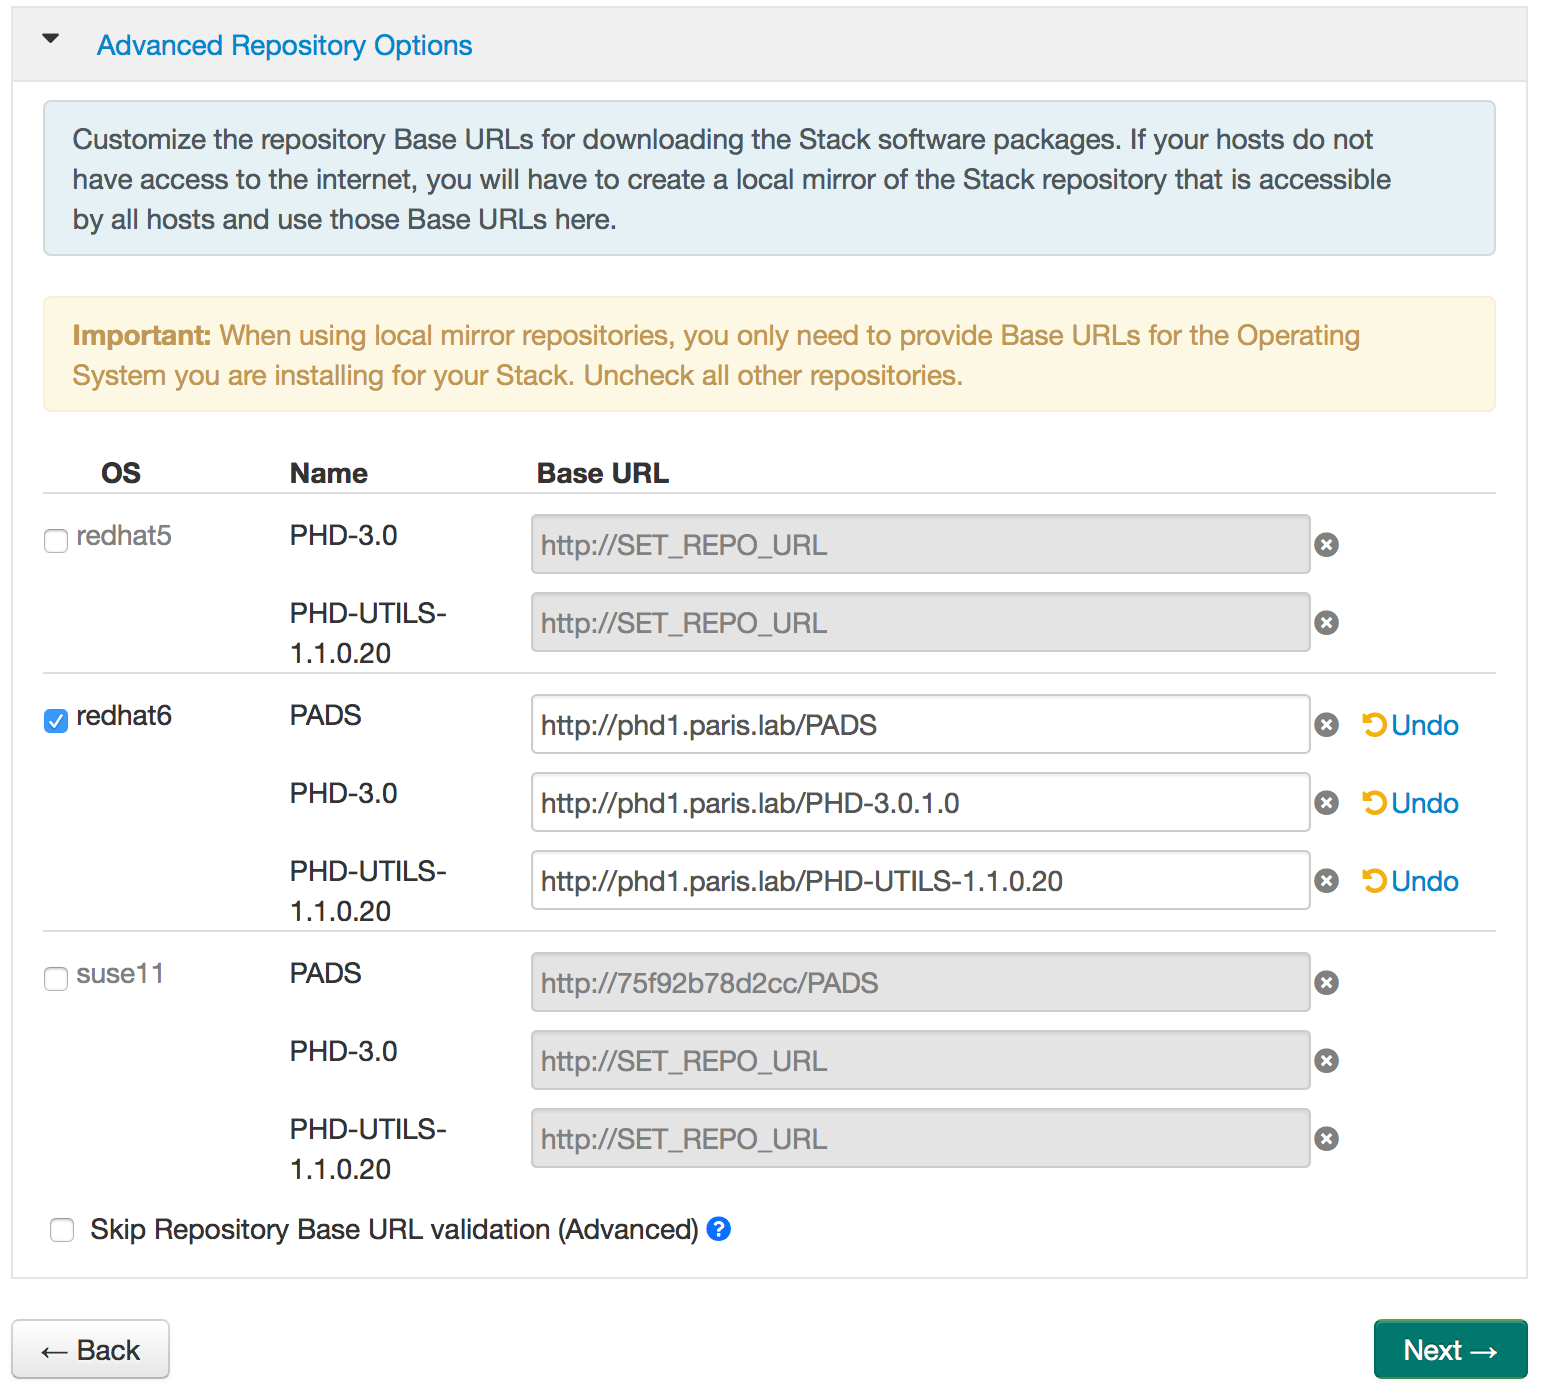 Advanced Repository Options
Customize the repository Base URLs for downloading the Stack software packages. If your hosts do not
have access to the internet, you will have to create a local mirror of the Stack repository that is accessible
by all hosts and use those Base URLs here.
Important: When using local mirror repositories, you only need to provide Base URLs for the Operating
System you are installing for your Stack. Uncheck all other repositories.
OS Name Base URL
redhat5 PHD-3.0 http://SET_REPO_URL
PHD-UTILS- http://SET_REPO_URL
1.1.0.20
redhat6 PADS http://phd1.paris.lab/PADS Undo
PHD-3.0 http://phd1.paris.lab/PHD-3.0.1.0 Undo
PHD-UTILS- http://phd1.paris.lab/PHD-UTILS-1.1.0.20 Undo
1.1.0.20
suse11 PADS http://75f92b78d2cc/PADS
PHD-3.0 http://SET_REPO_URL
PHD-UTILS- http://SET_REPO_URL
1.1.0.20
Skip Repository Base URL validation (Advanced) ?
← Back Next →